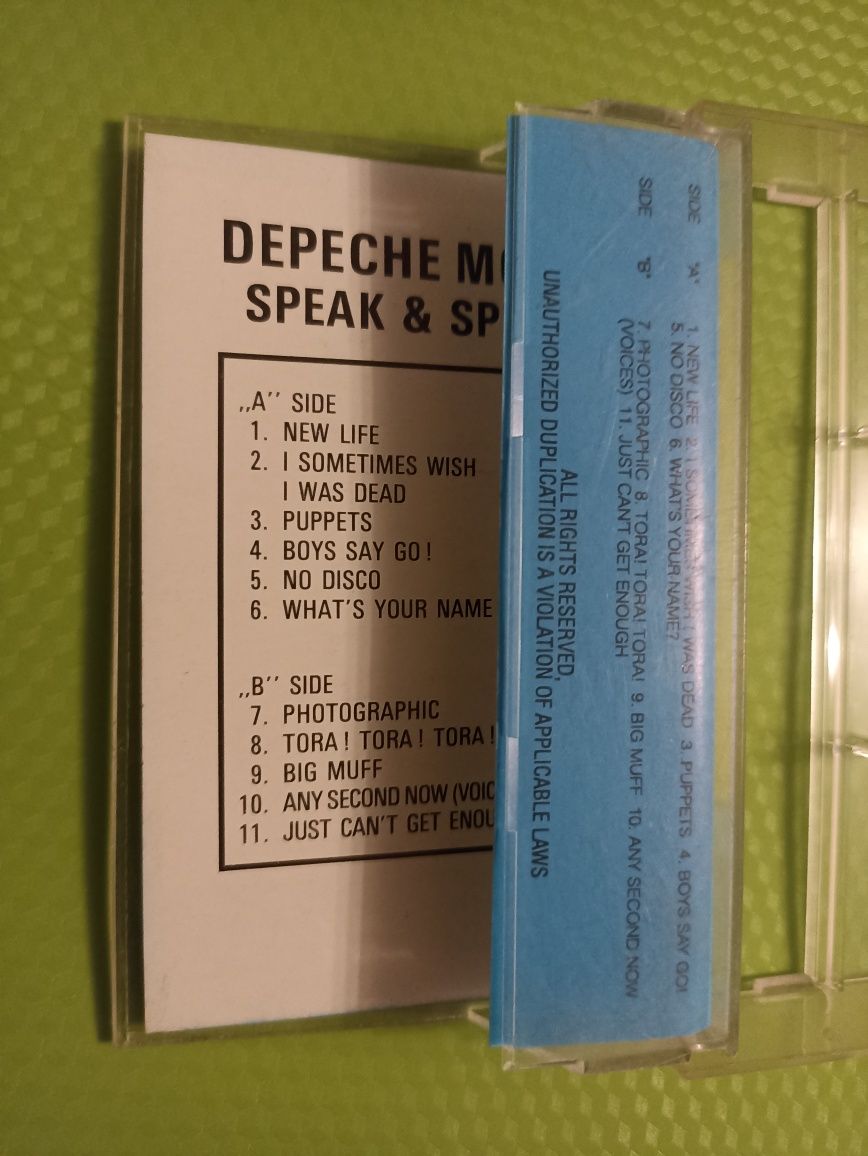 DEPECHE M
SPEAK & SP
„A” SIDE
1. NEW LIFE
2. I SOMETIMES WISH
I WAS DEAD
3. PUPPETS
4. BOYS SAY GO!
5. NO DISCO
6. WHAT'S YOUR NAME
„B” SIDE
7. PHOTOGRAPHIC
8. TORA! TORA! TORA!
9. BIG MUFF
10. ANY SECOND NOW (VOIC
11. JUST CAN'T GET ENOU
SIDE "A" 1. NEW LIFE 2. I SOMETIMES WISH I WAS DEAD 3. PUPPETS 4. BOYS SAY GO!
5. NO DISCO 6. WHAT'S YOUR NAME?
SIDE "B" 7. PHOTOGRAPHIC 8. TORA! TORA! TORA! 9. BIG MUFF 10. ANY SECOND NOW
(VOICES) 11. JUST CAN'T GET ENOUGH
ALL RIGHTS RESERVED,
UNAUTHORIZED DUPLICATION IS A VIOLATION OF APPLICABLE LAWS